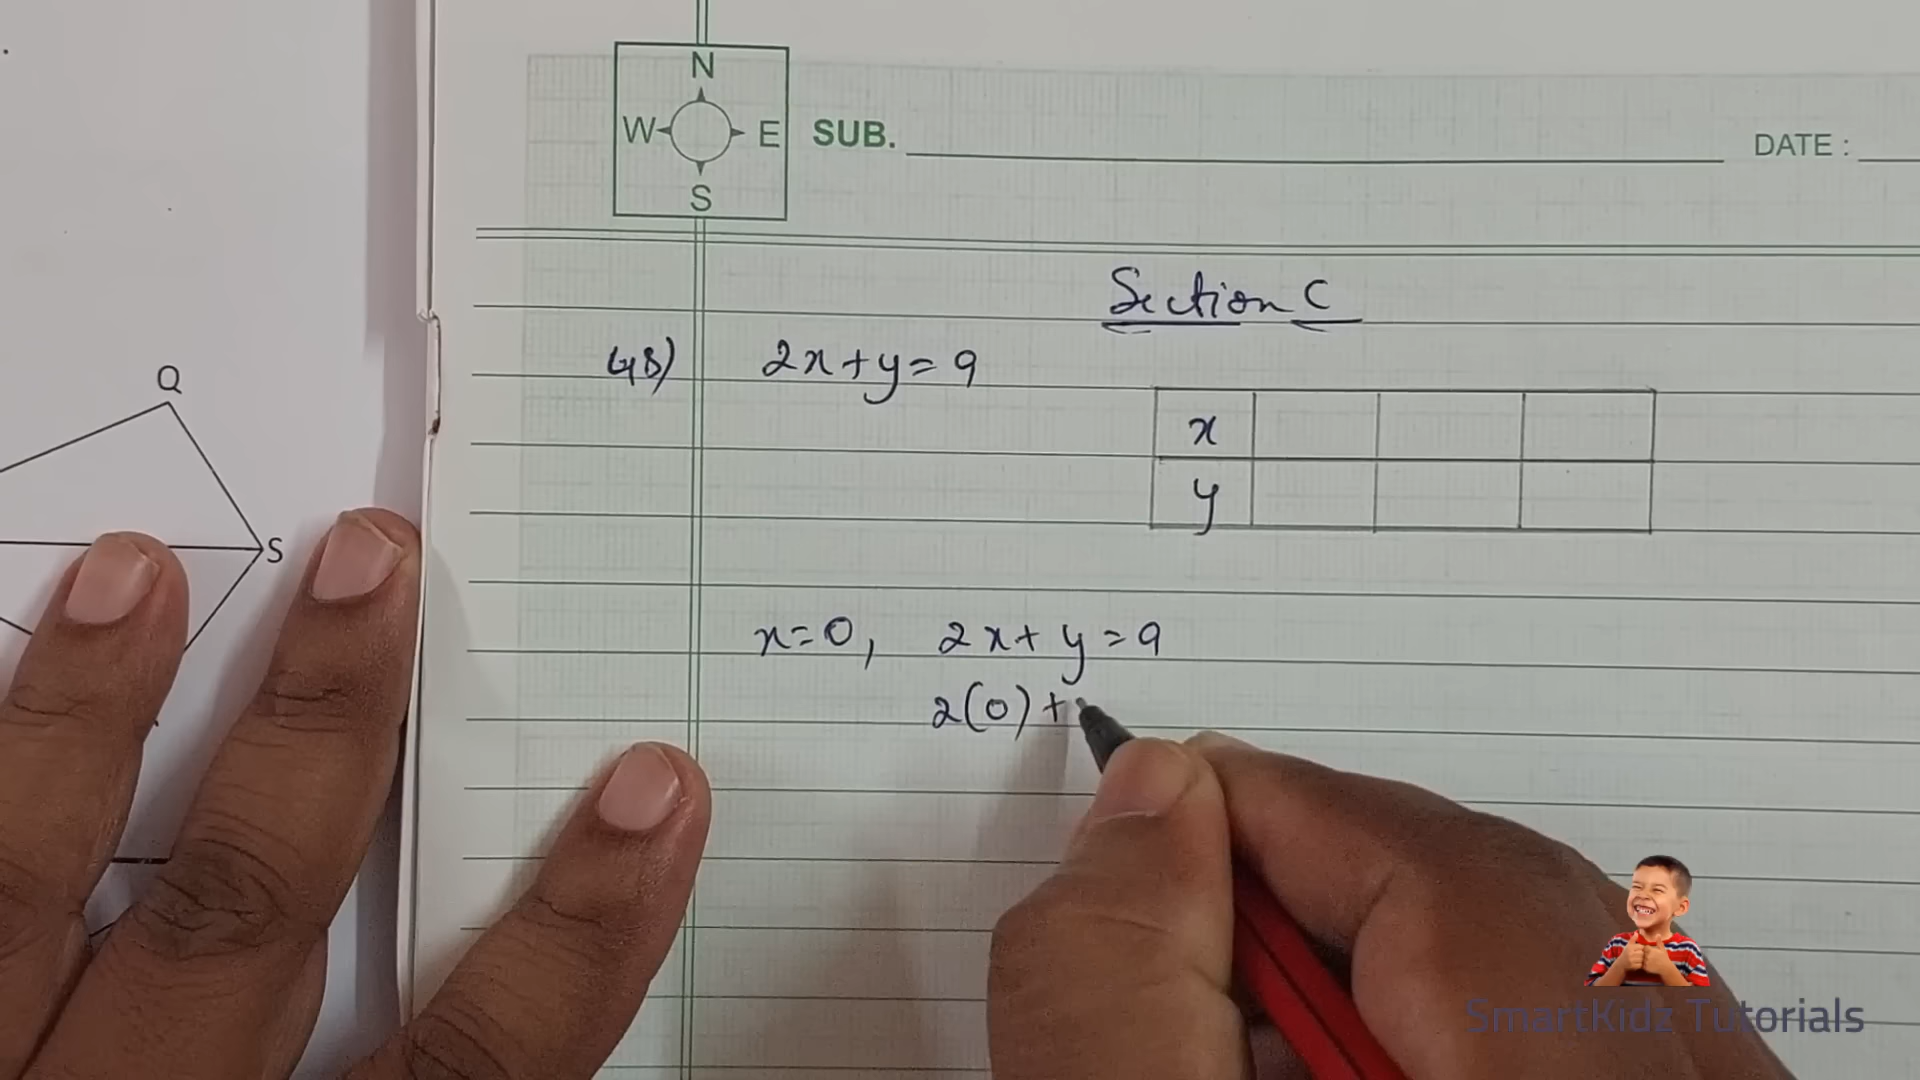 N
W E
S
SUB.
DATE :
Section C
48) 2x+y=9
x
y
x=0, 2x+y=9
2(0)+
Q
S
SmartKidz Tutorials